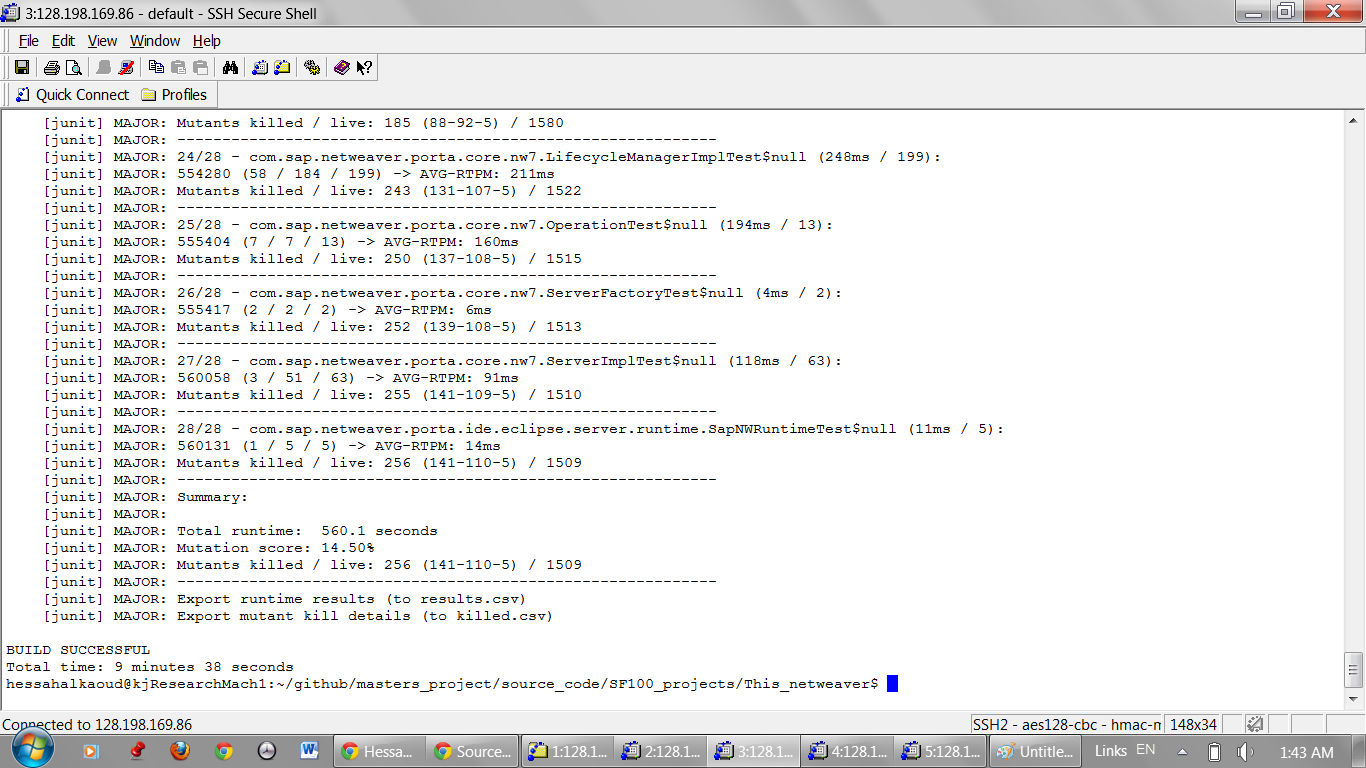 3:128.198.169.86 - default - SSH Secure Shell
File Edit View Window Help
Quick Connect Profiles
[junit] MAJOR: Mutants killed / live: 185 (88-92-5) / 1580
[junit] MAJOR: ------------------------------------------------------------
[junit] MAJOR: 24/28 - com.sap.netweaver.porta.core.nw7.LifecycleManagerImplTest$null (248ms / 199):
[junit] MAJOR: 554280 (58 / 184 / 199) -> AVG-RTPM: 211ms
[junit] MAJOR: Mutants killed / live: 243 (131-107-5) / 1522
[junit] MAJOR: ------------------------------------------------------------
[junit] MAJOR: 25/28 - com.sap.netweaver.porta.core.nw7.OperationTest$null (194ms / 13):
[junit] MAJOR: 555404 (7 / 7 / 13) -> AVG-RTPM: 160ms
[junit] MAJOR: Mutants killed / live: 250 (137-108-5) / 1515
[junit] MAJOR: ------------------------------------------------------------
[junit] MAJOR: 26/28 - com.sap.netweaver.porta.core.nw7.ServerFactoryTest$null (4ms / 2):
[junit] MAJOR: 555417 (2 / 2 / 2) -> AVG-RTPM: 6ms
[junit] MAJOR: Mutants killed / live: 252 (139-108-5) / 1513
[junit] MAJOR: ------------------------------------------------------------
[junit] MAJOR: 27/28 - com.sap.netweaver.porta.core.nw7.ServerImplTest$null (118ms / 63):
[junit] MAJOR: 560058 (3 / 51 / 63) -> AVG-RTPM: 91ms
[junit] MAJOR: Mutants killed / live: 255 (141-109-5) / 1510
[junit] MAJOR: ------------------------------------------------------------
[junit] MAJOR: 28/28 - com.sap.netweaver.porta.ide.eclipse.server.runtime.SapNWRuntimeTest$null (11ms / 5):
[junit] MAJOR: 560131 (1 / 5 / 5) -> AVG-RTPM: 14ms
[junit] MAJOR: Mutants killed / live: 256 (141-110-5) / 1509
[junit] MAJOR: ------------------------------------------------------------
[junit] MAJOR: Summary:
[junit] MAJOR:
[junit] MAJOR: Total runtime:  560.1 seconds
[junit] MAJOR: Mutation score: 14.50%
[junit] MAJOR: Mutants killed / live: 256 (141-110-5) / 1509
[junit] MAJOR: ------------------------------------------------------------
[junit] MAJOR: Export runtime results (to results.csv)
[junit] MAJOR: Export mutant kill details (to killed.csv)
BUILD SUCCESSFUL
Total time: 9 minutes 38 seconds
hessahalkaoud@kjResearchMach1:~/github/masters_project/source_code/SF100_projects/This_netweaver$
Connected to 128.198.169.86 SSH2 - aes128-cbc - hmac-m 148x34
Hessa... Source... 1:128.1... 2:128.1... 3:128.1... 4:128.1... 5:128.1... Untitle... Links EN 1:43 AM